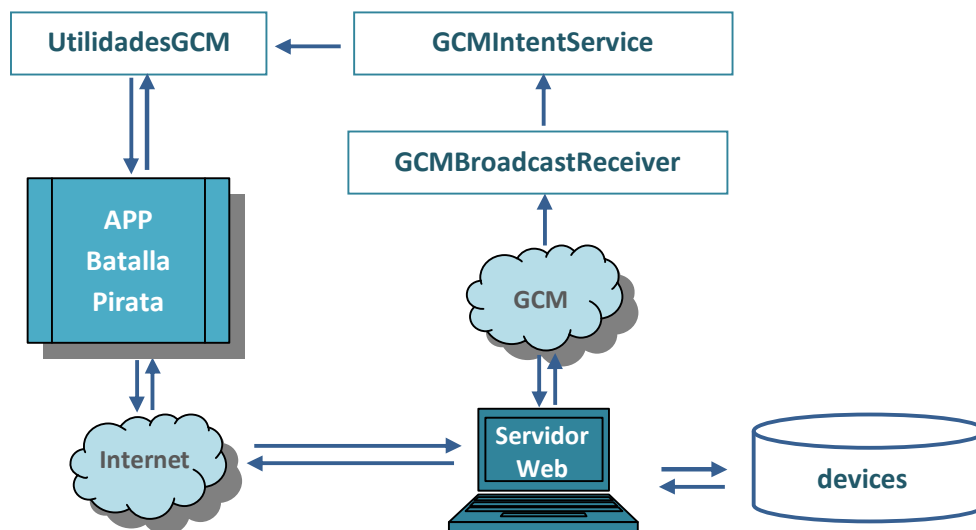 UtilidadesGCM
GCMIntentService
GCMBroadcastReceiver
APP
Batalla
Pirata
GCM
Internet
Servidor
Web
devices